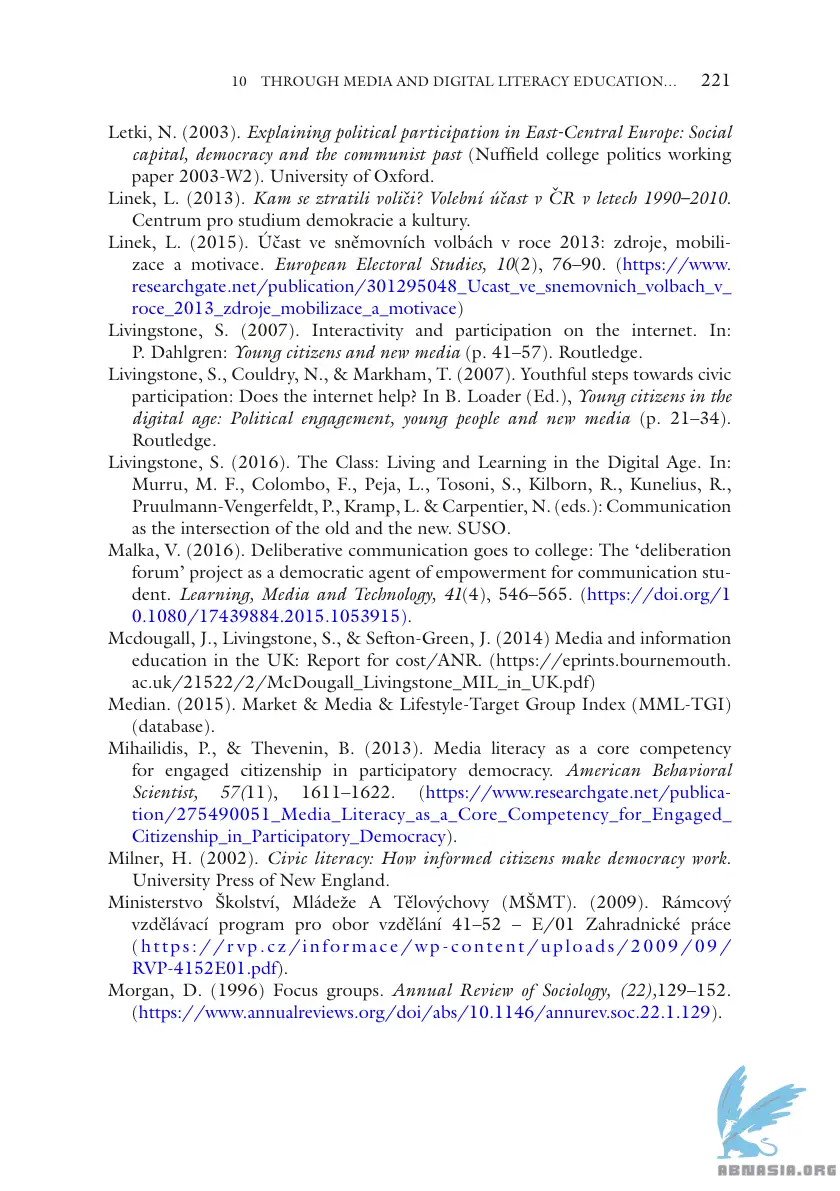 10 THROUGH MEDIA AND DIGITAL LITERACY EDUCATION… 221
Letki, N. (2003). Explaining political participation in East-Central Europe: Social
capital, democracy and the communist past (Nuffield college politics working
paper 2003-W2). University of Oxford.
Linek, L. (2013). Kam se ztratili voliči? Volební účast v ČR v letech 1990–2010.
Centrum pro studium demokracie a kultury.
Linek, L. (2015). Účast ve sněmovních volbách v roce 2013: zdroje, mobili-
zace a motivace. European Electoral Studies, 10(2), 76–90. (https://www.
researchgate.net/publication/301295048_Ucast_ve_snemovnich_volbach_v_
roce_2013_zdroje_mobilizace_a_motivace)
Livingstone, S. (2007). Interactivity and participation on the internet. In:
P. Dahlgren: Young citizens and new media (p. 41–57). Routledge.
Livingstone, S., Couldry, N., & Markham, T. (2007). Youthful steps towards civic
participation: Does the internet help? In B. Loader (Ed.), Young citizens in the
digital age: Political engagement, young people and new media (p. 21–34).
Routledge.
Livingstone, S. (2016). The Class: Living and Learning in the Digital Age. In:
Murru, M. F., Colombo, F., Peja, L., Tosoni, S., Kilborn, R., Kunelius, R.,
Pruulmann-Vengerfeldt, P., Kramp, L. & Carpentier, N. (eds.): Communication
as the intersection of the old and the new. SUSO.
Malka, V. (2016). Deliberative communication goes to college: The ‘deliberation
forum’ project as a democratic agent of empowerment for communication stu-
dent. Learning, Media and Technology, 41(4), 546–565. (https://doi.org/1
0.1080/17439884.2015.1053915).
Mcdougall, J., Livingstone, S., & Sefton-Green, J. (2014) Media and information
education in the UK: Report for cost/ANR. (https://eprints.bournemouth.
ac.uk/21522/2/McDougall_Livingstone_MIL_in_UK.pdf)
Median. (2015). Market & Media & Lifestyle-Target Group Index (MML-TGI)
(database).
Mihailidis, P., & Thevenin, B. (2013). Media literacy as a core competency
for engaged citizenship in participatory democracy. American Behavioral
Scientist, 57(11), 1611–1622. (https://www.researchgate.net/publica-
tion/275490051_Media_Literacy_as_a_Core_Competency_for_Engaged_
Citizenship_in_Participatory_Democracy).
Milner, H. (2002). Civic literacy: How informed citizens make democracy work.
University Press of New England.
Ministerstvo Školství, Mládeže A Tělovýchovy (MŠMT). (2009). Rámcový
vzdělávací program pro obor vzdělání 41–52 – E/01 Zahradnické práce
(https://rvp.cz/informace/wp-content/uploads/2009/09/
RVP-4152E01.pdf).
Morgan, D. (1996) Focus groups. Annual Review of Sociology, (22),129–152.
(https://www.annualreviews.org/doi/abs/10.1146/annurev.soc.22.1.129).
ABNASIA.ORG